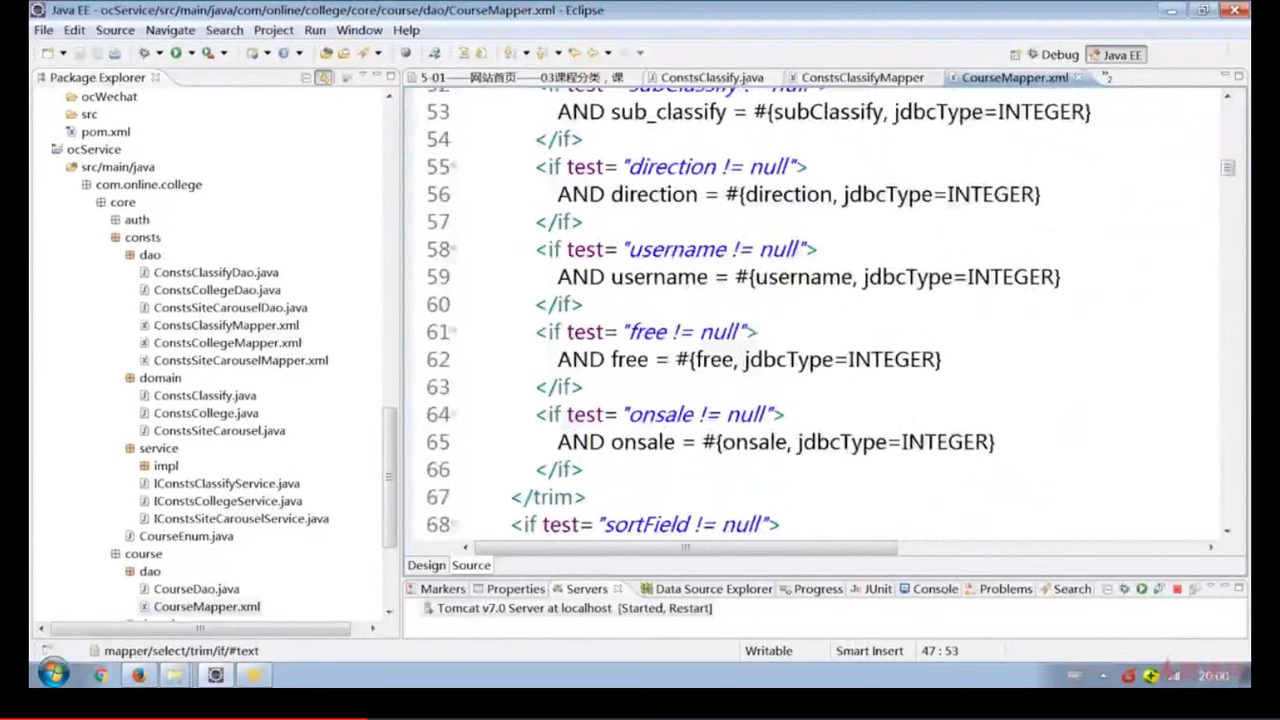 Java EE - ocService/src/main/java/com/online/college/core/course/dao/CourseMapper.xml - Eclipse
File Edit Source Navigate Search Project Run Window Help
Debug Java EE
Package Explorer
5-01——网站首页——03课程分类，课 ConstsClassify.java ConstsClassifyMapper CourseMapper.xml »2
ocWechat
src
pom.xml
ocService
src/main/java
com.online.college
core
auth
consts
dao
ConstsClassifyDao.java
ConstsCollegeDao.java
ConstsSiteCarouselDao.java
ConstsClassifyMapper.xml
ConstsCollegeMapper.xml
ConstsSiteCarouselMapper.xml
domain
ConstsClassify.java
ConstsCollege.java
ConstsSiteCarousel.java
service
impl
IConstsClassifyService.java
IConstsCollegeService.java
IConstsSiteCarouselService.java
CourseEnum.java
course
dao
CourseDao.java
CourseMapper.xml
52 <if test= "subClassify != null">
53 AND sub_classify = #{subClassify, jdbcType=INTEGER}
54 </if>
55 <if test= "direction != null">
56 AND direction = #{direction, jdbcType=INTEGER}
57 </if>
58 <if test= "username != null">
59 AND username = #{username, jdbcType=INTEGER}
60 </if>
61 <if test= "free != null">
62 AND free = #{free, jdbcType=INTEGER}
63 </if>
64 <if test= "onsale != null">
65 AND onsale = #{onsale, jdbcType=INTEGER}
66 </if>
67 </trim>
68 <if test= "sortField != null">
Design Source
Markers Properties Servers Data Source Explorer Progress JUnit Console Problems Search
Tomcat v7.0 Server at localhost [Started, Restart]
mapper/select/trim/if/#text Writable Smart Insert 47 : 53
20:00